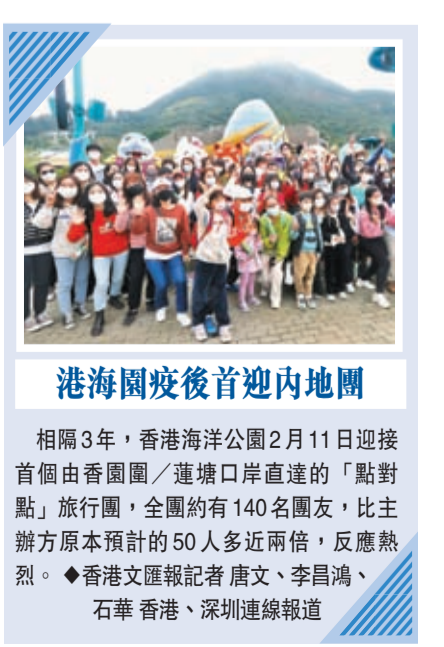 港海園疫後首迎內地團
相隔3年，香港海洋公園2月11日迎接
首個由香園圍／蓮塘口岸直達的「點對
點」旅行團，全團約有140名團友，比主
辦方原本預計的50人多近兩倍，反應熱
烈。 ◆香港文匯報記者 唐文、李昌鴻、
石華 香港、深圳連線報道